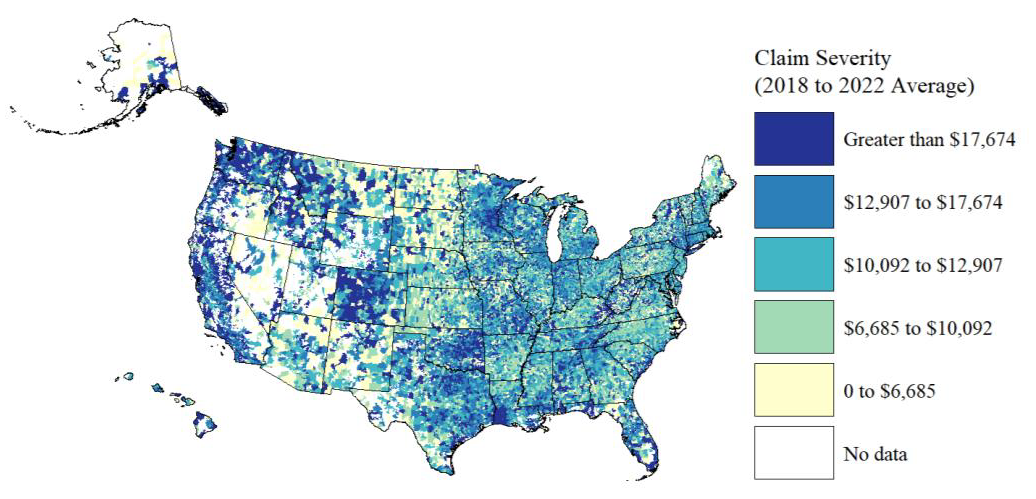 Claim Severity
(2018 to 2022 Average)
Greater than $17,674
$12,907 to $17,674
$10,092 to $12,907
$6,685 to $10,092
0 to $6,685
No data